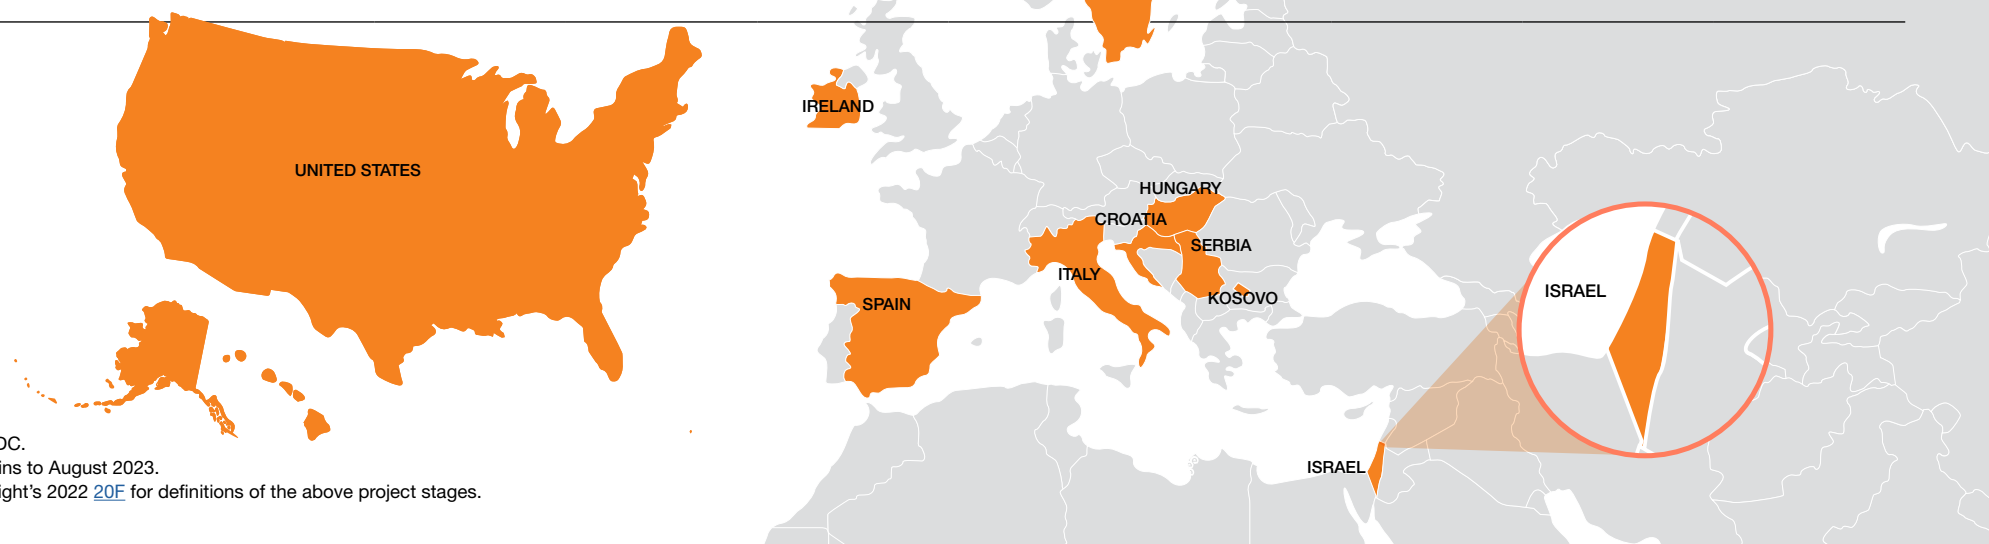 UNITED STATES
IRELAND
HUNGARY
CROATIA
SERBIA
ITALY
KOSOVO
SPAIN
ISRAEL
ISRAEL
DC.
ins to August 2023.
ight's 2022 20F for definitions of the above project stages.